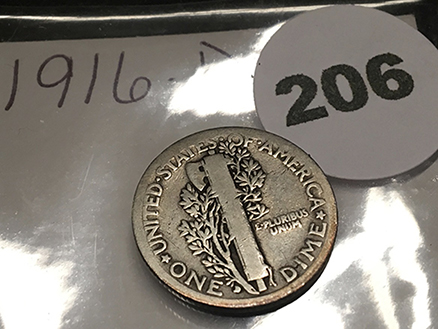 1916-D
206
UNITED·STATES·OF·AMERICA
E·PLURIBUS
UNUM
ONE DIME